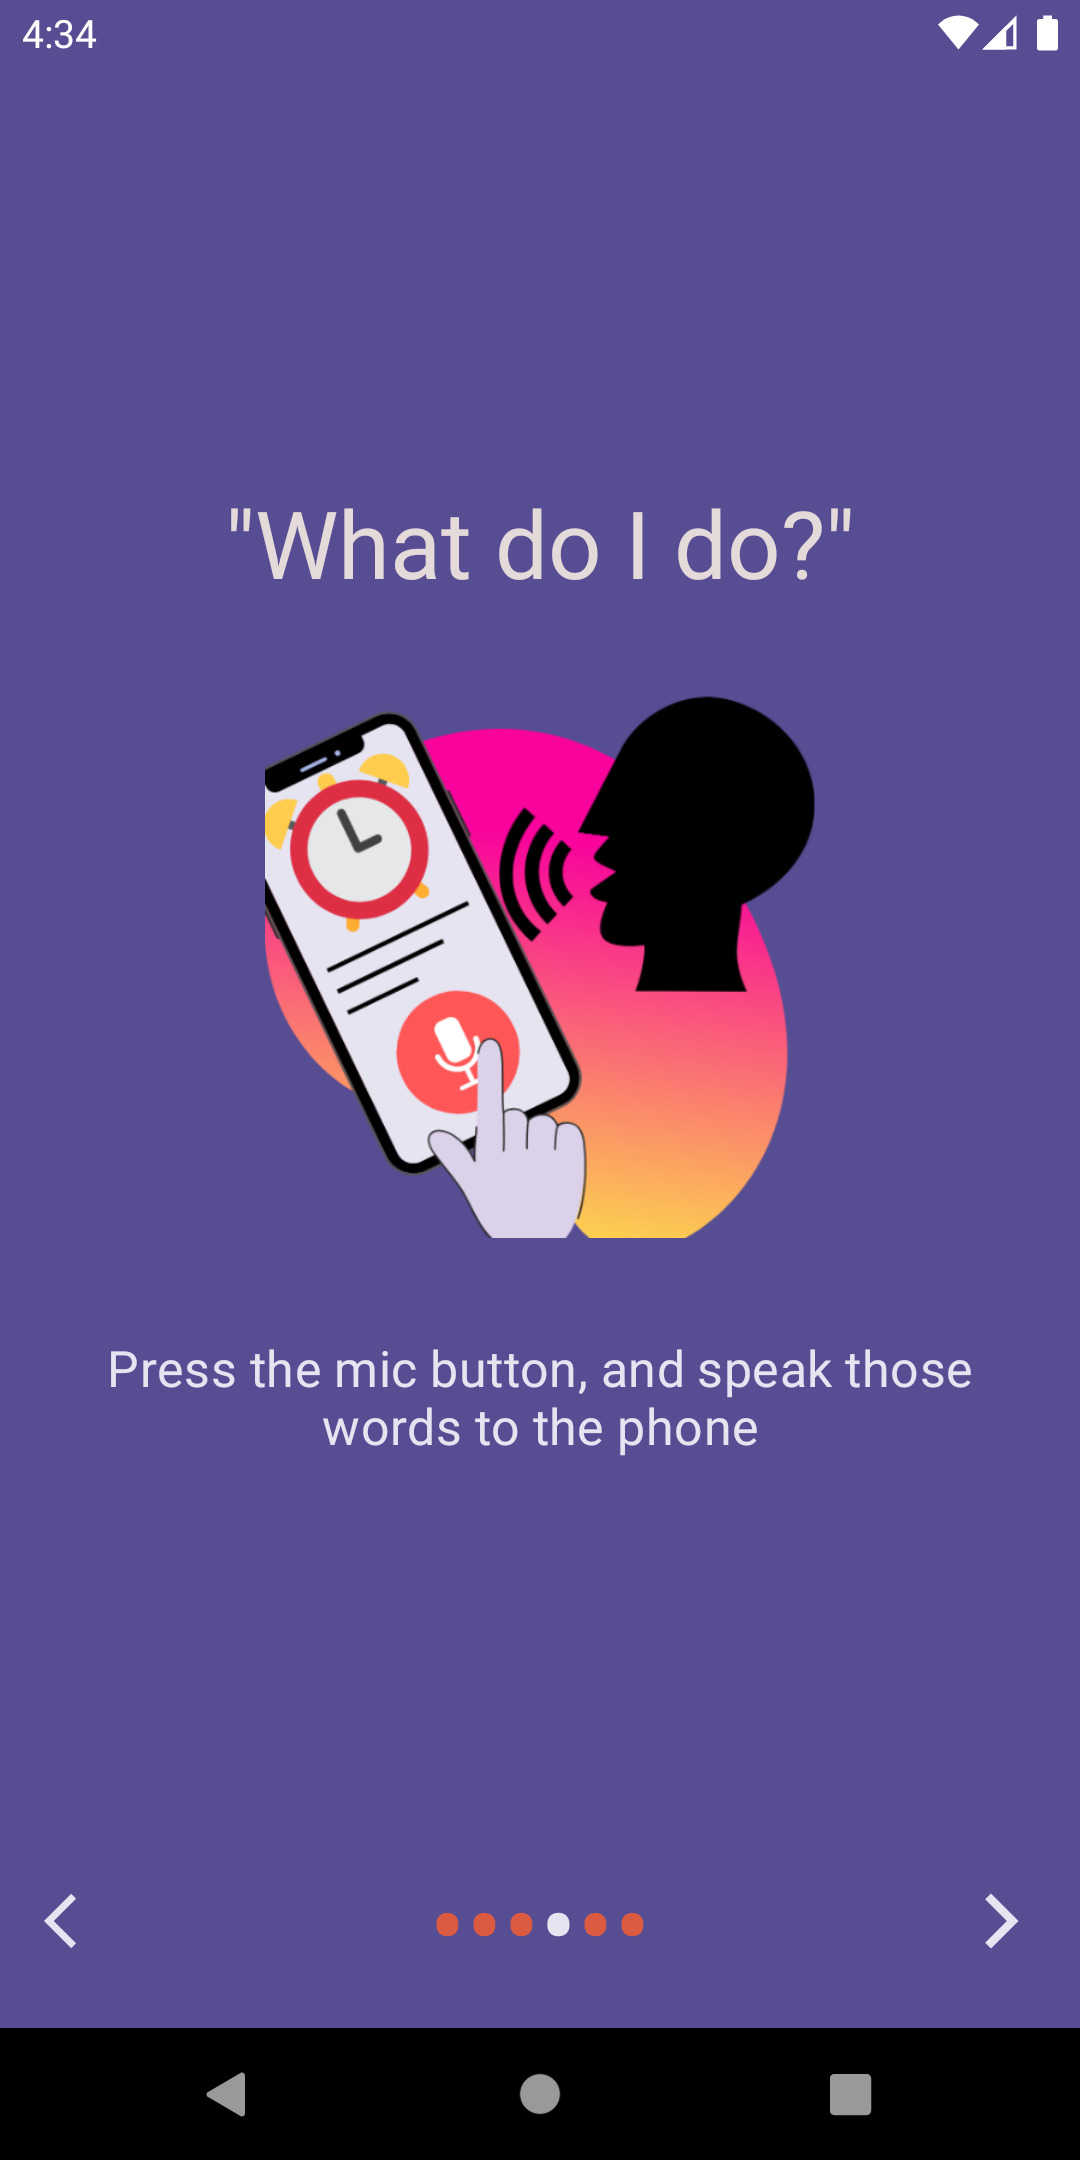 4:34
"What do I do?"
Press the mic button, and speak those
words to the phone